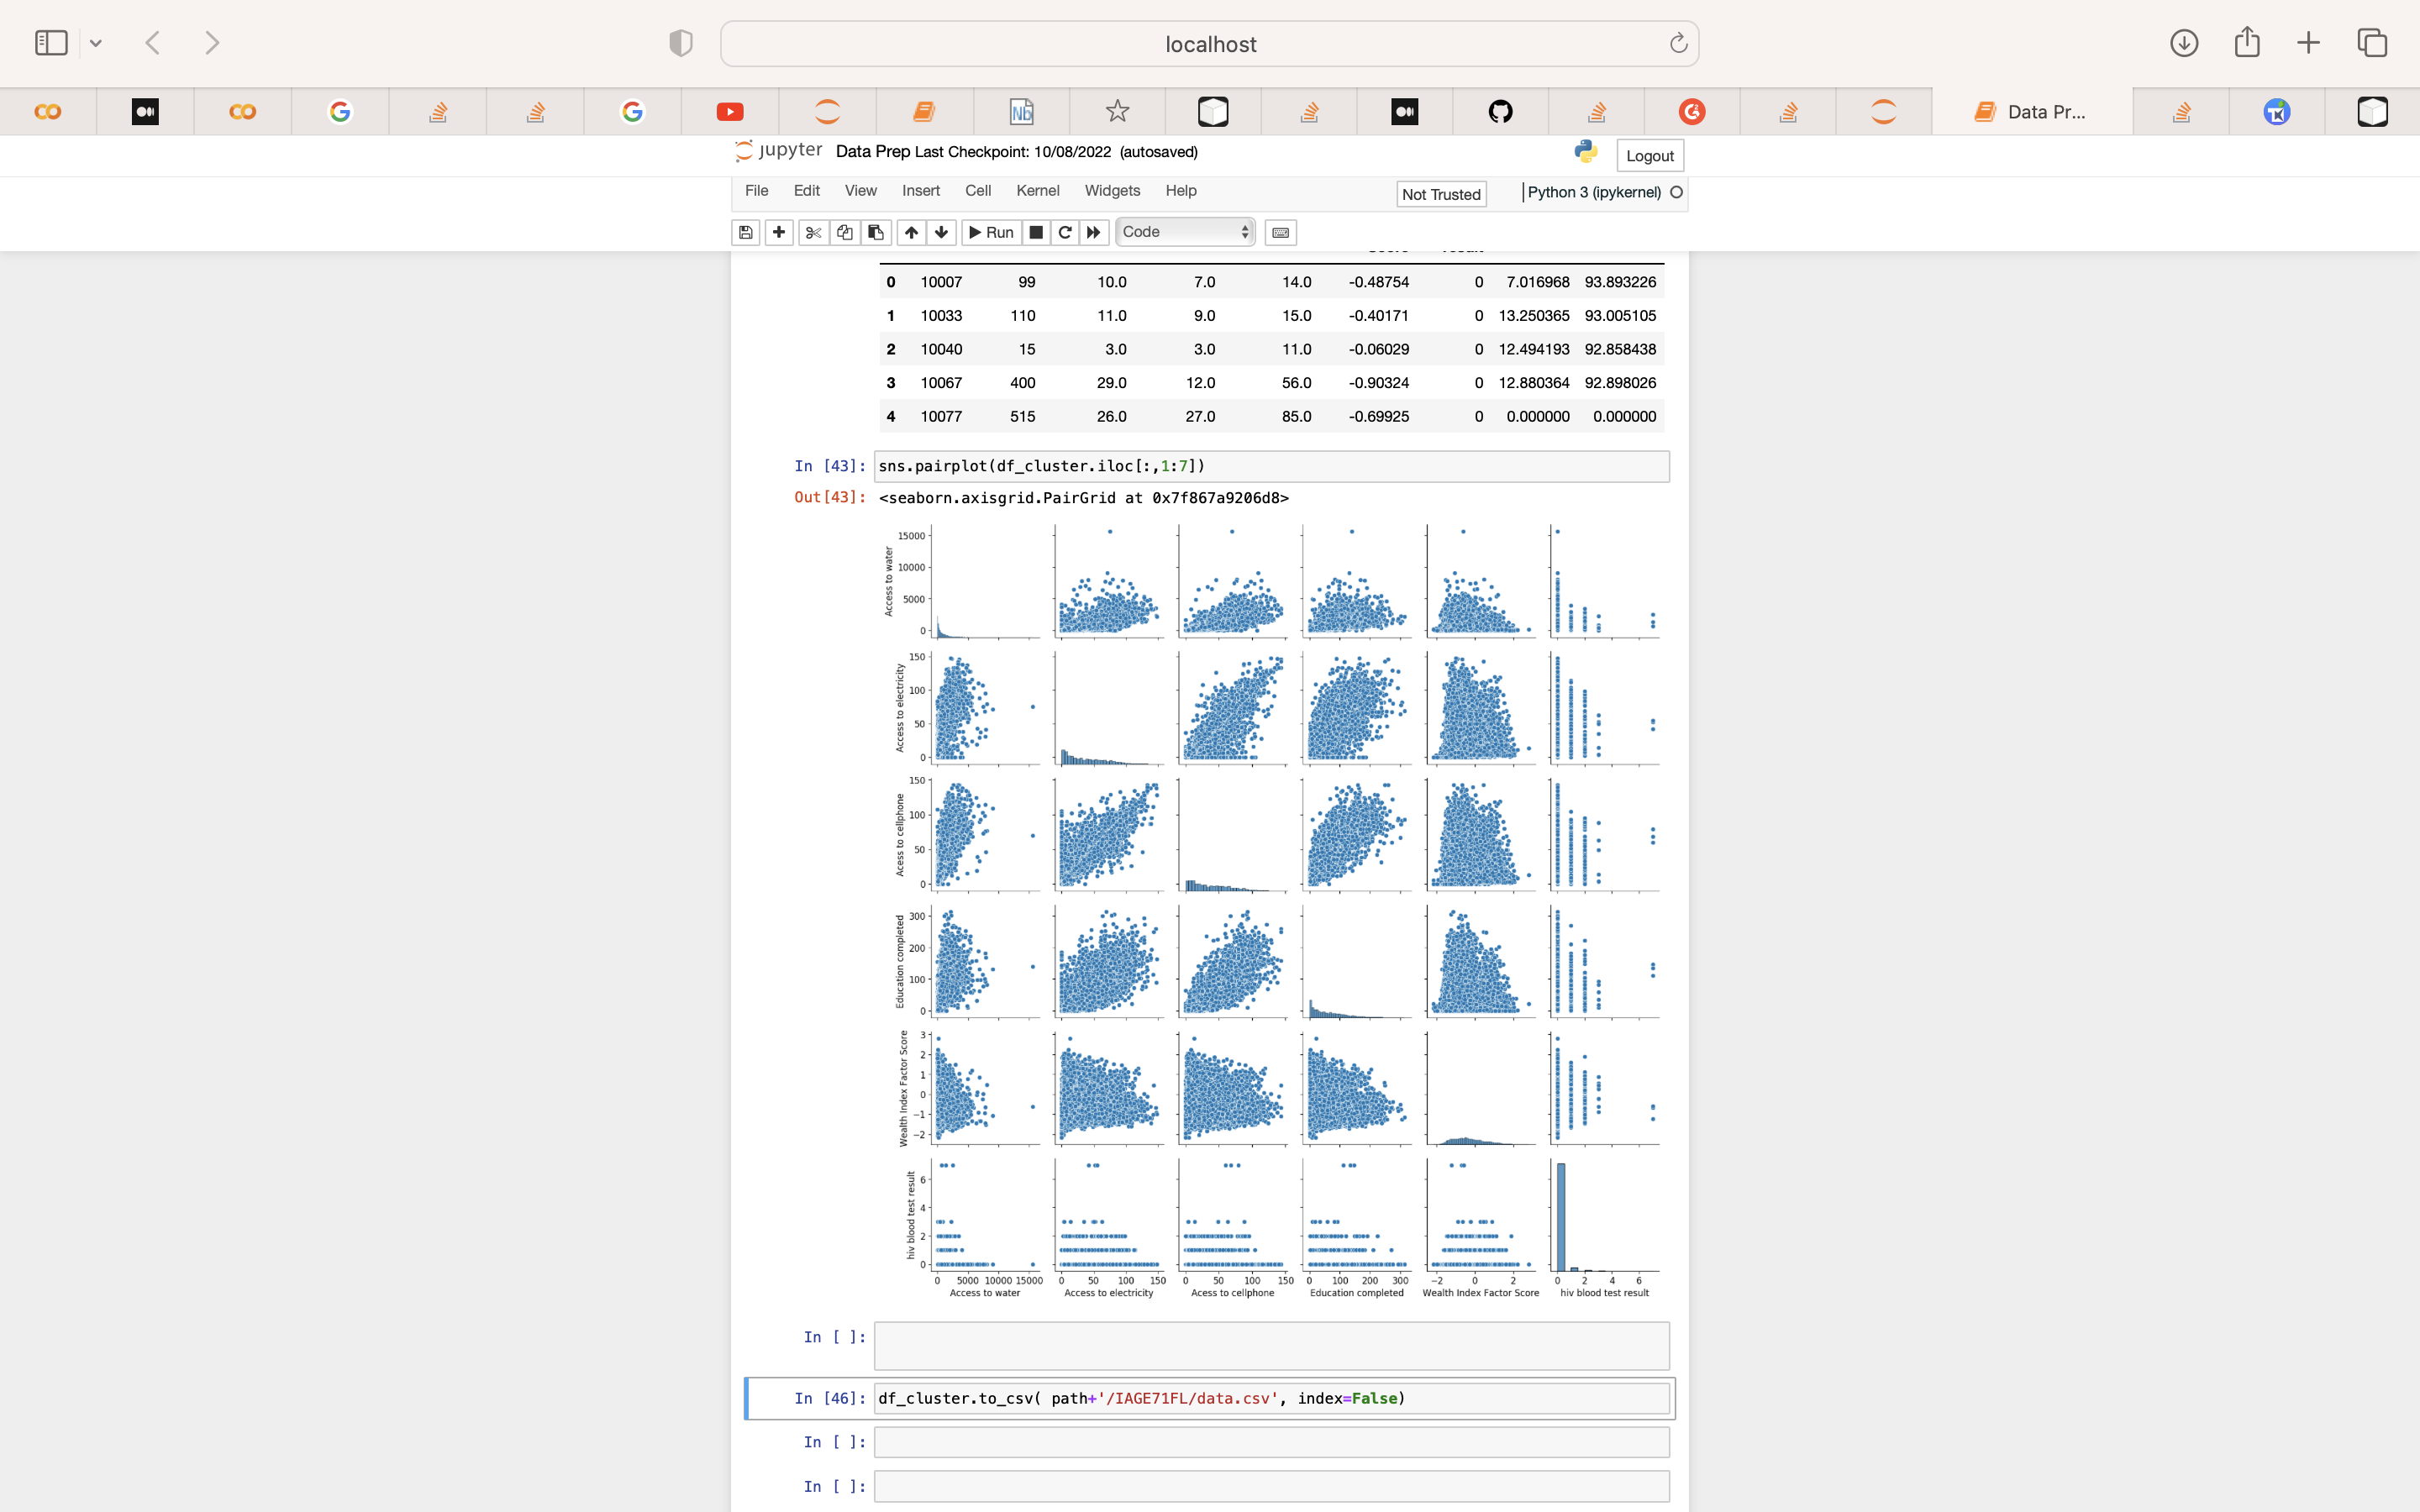 localhost
Data Pr...
jupyter Data Prep Last Checkpoint: 10/08/2022 (autosaved)
Logout
File Edit View Insert Cell Kernel Widgets Help
Not Trusted
Python 3 (ipykernel)
Run
Code
0 10007 99 10.0 7.0 14.0 -0.48754 0 7.016968 93.893226
1 10033 110 11.0 9.0 15.0 -0.40171 0 13.250365 93.005105
2 10040 15 3.0 3.0 11.0 -0.06029 0 12.494193 92.858438
3 10067 400 29.0 12.0 56.0 -0.90324 0 12.880364 92.898026
4 10077 515 26.0 27.0 85.0 -0.69925 0 0.000000 0.000000
In [43]: sns.pairplot(df_cluster.iloc[:,1:7])
Out[43]: <seaborn.axisgrid.PairGrid at 0x7f867a9206d8>
Access to water
15000
10000
5000
0
Access to electricity
150
100
50
0
Acess to cellphone
150
100
50
0
Education completed
300
200
100
0
Wealth Index Factor Score
3
2
1
0
−1
−2
hiv blood test result
6
4
2
0
0 5000 10000 15000 0 50 100 150 0 50 100 150 0 100 200 300 −2 0 2 0 2 4 6
Access to water Access to electricity Acess to cellphone Education completed Wealth Index Factor Score hiv blood test result
In [ ]:
In [46]: df_cluster.to_csv( path+'/IAGE71FL/data.csv', index=False)
In [ ]:
In [ ]: